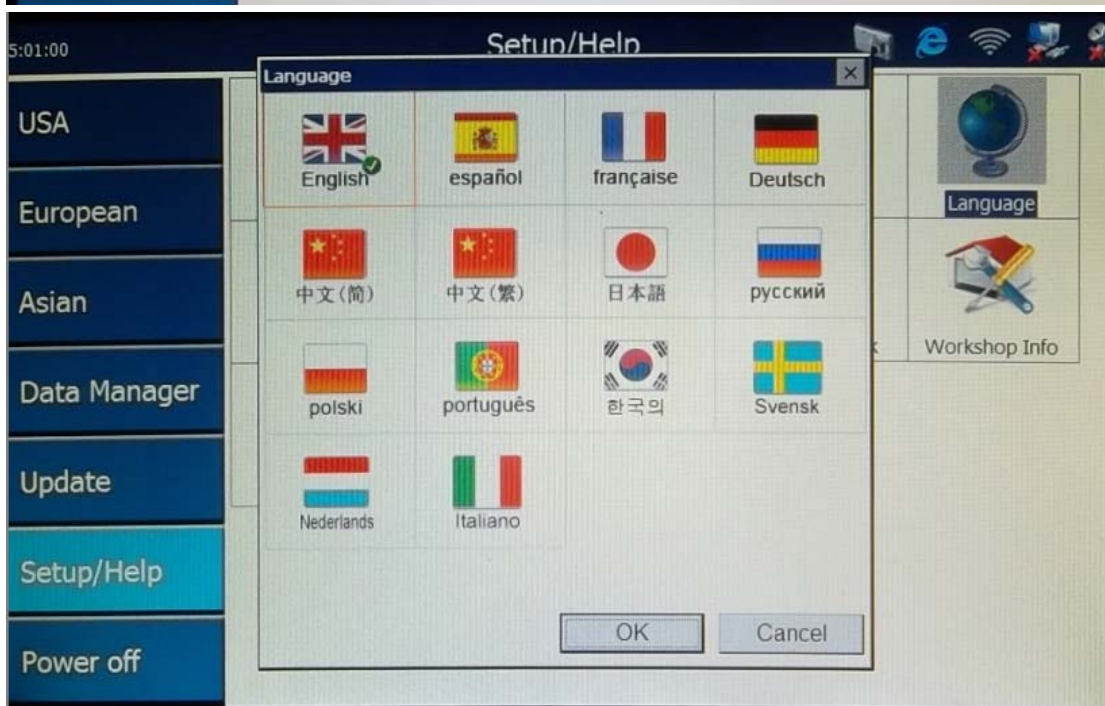 5:01:00
Setup/Help
USA
European
Asian
Data Manager
Update
Setup/Help
Power off
Language
English
español
française
Deutsch
中文(简)
中文(繁)
日本語
русский
polski
português
한국의
Svensk
Nederlands
Italiano
OK
Cancel
Language
Workshop Info